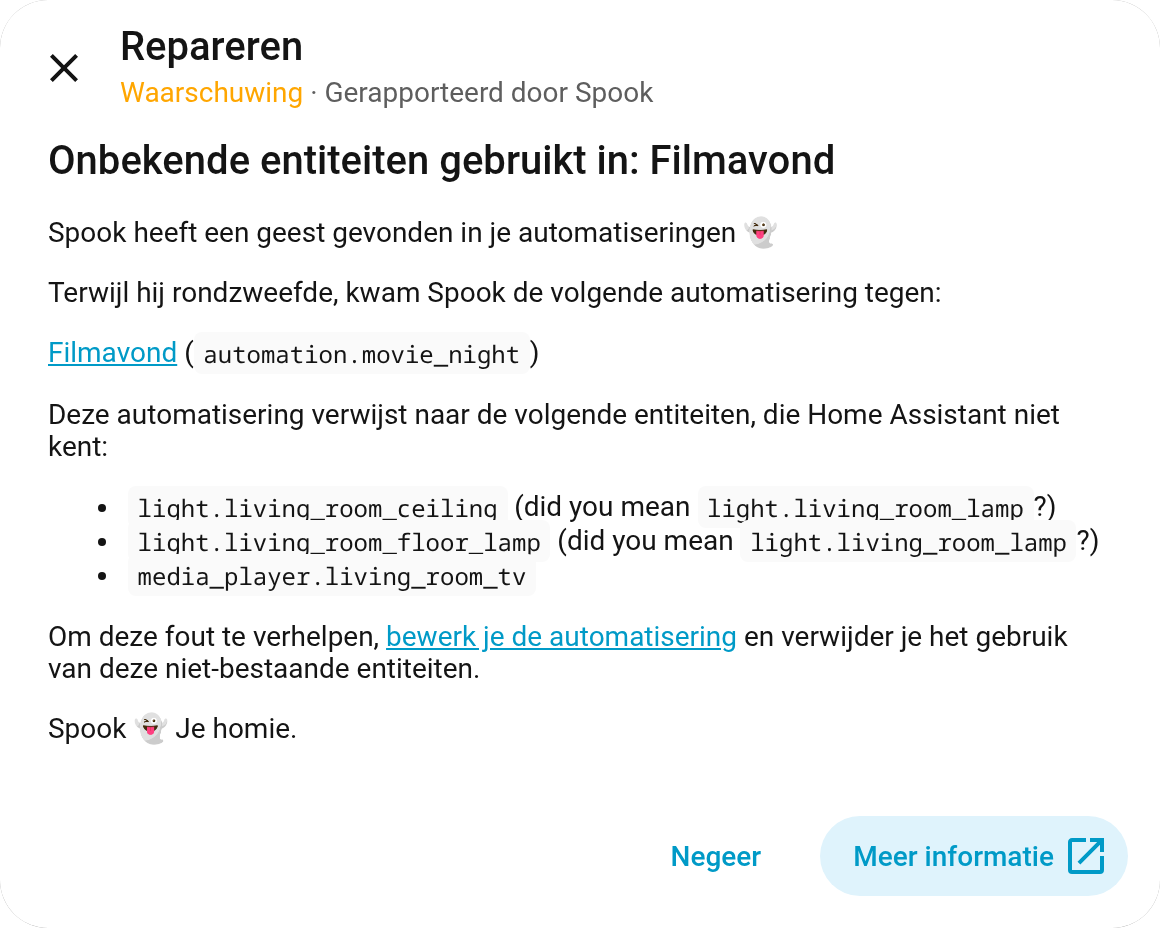 Repareren
Waarschuwing · Gerapporteerd door Spook
Onbekende entiteiten gebruikt in: Filmavond
Spook heeft een geest gevonden in je automatiseringen 👻
Terwijl hij rondzweefde, kwam Spook de volgende automatisering tegen:
Filmavond ( automation.movie_night )
Deze automatisering verwijst naar de volgende entiteiten, die Home Assistant niet
kent:
• light.living_room_ceiling (did you mean light.living_room_lamp ?)
• light.living_room_floor_lamp (did you mean light.living_room_lamp ?)
• media_player.living_room_tv
Om deze fout te verhelpen, bewerk je de automatisering en verwijder je het gebruik
van deze niet-bestaande entiteiten.
Spook 👻 Je homie.
Negeer
Meer informatie